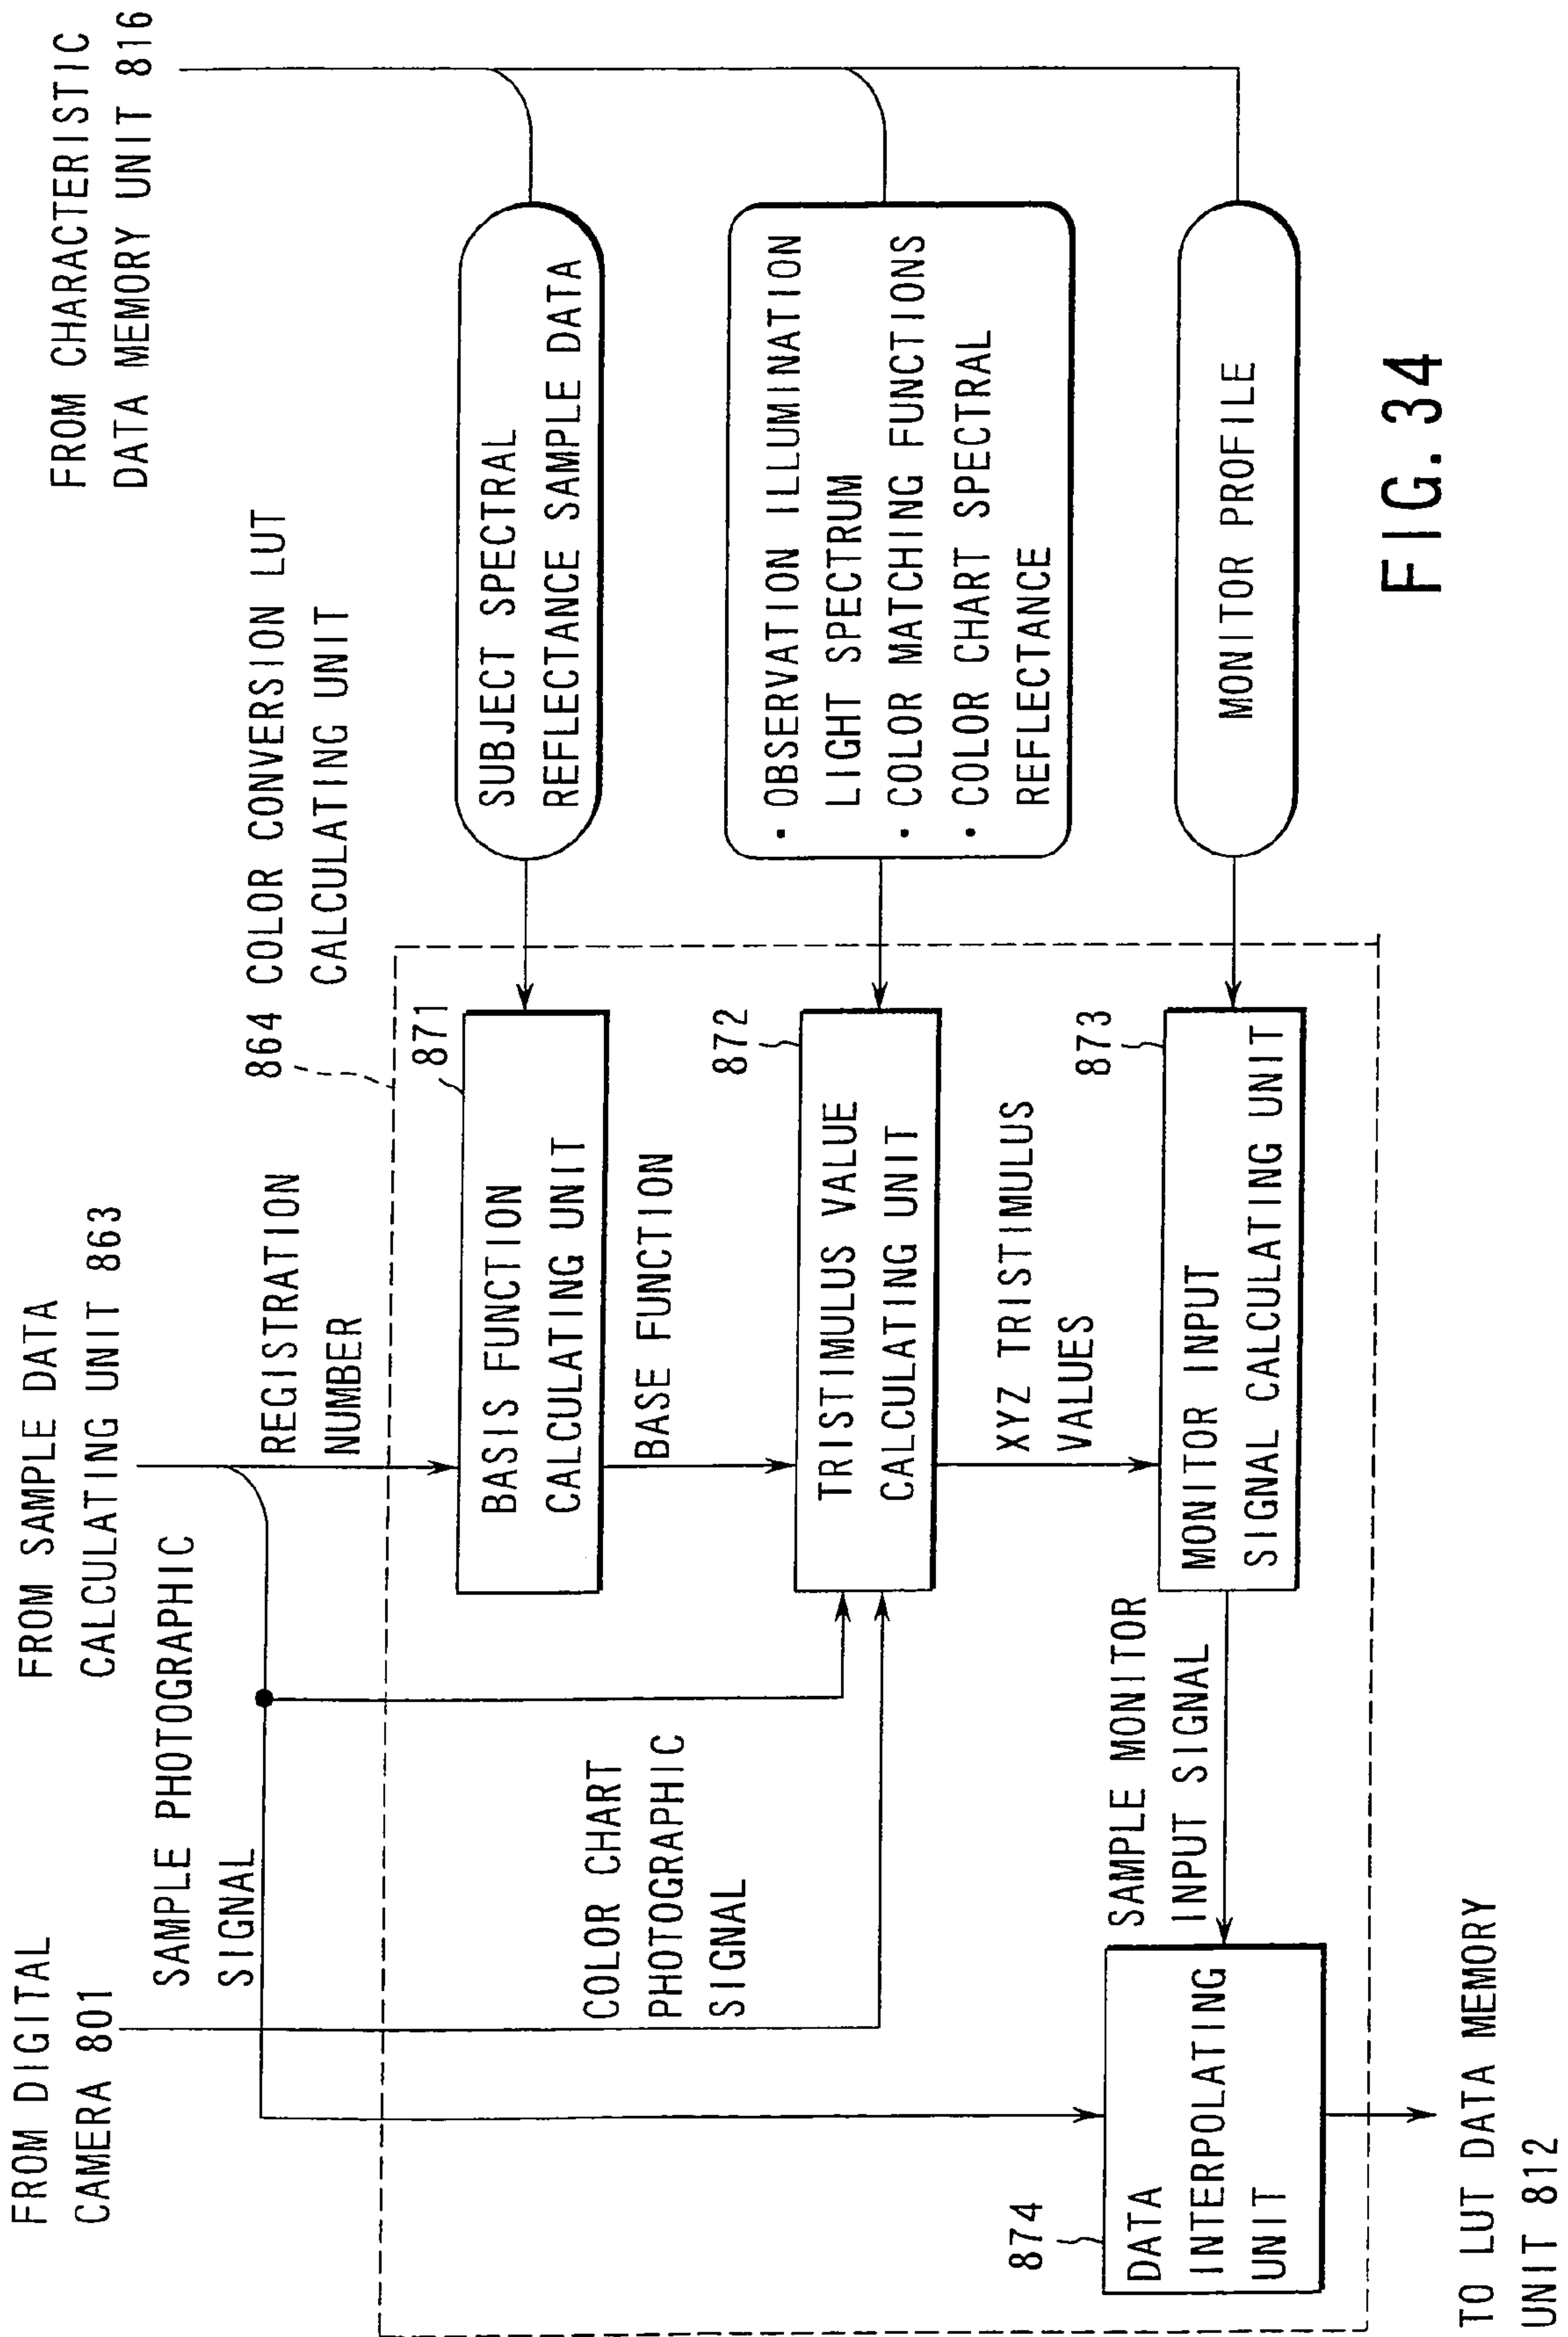 FROM DIGITAL
CAMERA 801
FROM SAMPLE DATA
CALCULATING UNIT 863
FROM CHARACTERISTIC
DATA MEMORY UNIT 816
SAMPLE PHOTOGRAPHIC
SIGNAL
REGISTRATION
NUMBER
864 COLOR CONVERSION LUT
CALCULATING UNIT
871
BASIS FUNCTION
CALCULATING UNIT
SUBJECT SPECTRAL
REFLECTANCE SAMPLE DATA
BASE FUNCTION
COLOR CHART
PHOTOGRAPHIC
SIGNAL
872
TRISTIMULUS VALUE
CALCULATING UNIT
· OBSERVATION ILLUMINATION
LIGHT SPECTRUM
· COLOR MATCHING FUNCTIONS
· COLOR CHART SPECTRAL
REFLECTANCE
XYZ TRISTIMULUS
VALUES
873
MONITOR INPUT
SIGNAL CALCULATING UNIT
MONITOR PROFILE
SAMPLE MONITOR
INPUT SIGNAL
874
DATA
INTERPOLATING
UNIT
TO LUT DATA MEMORY
UNIT 812
FIG. 34